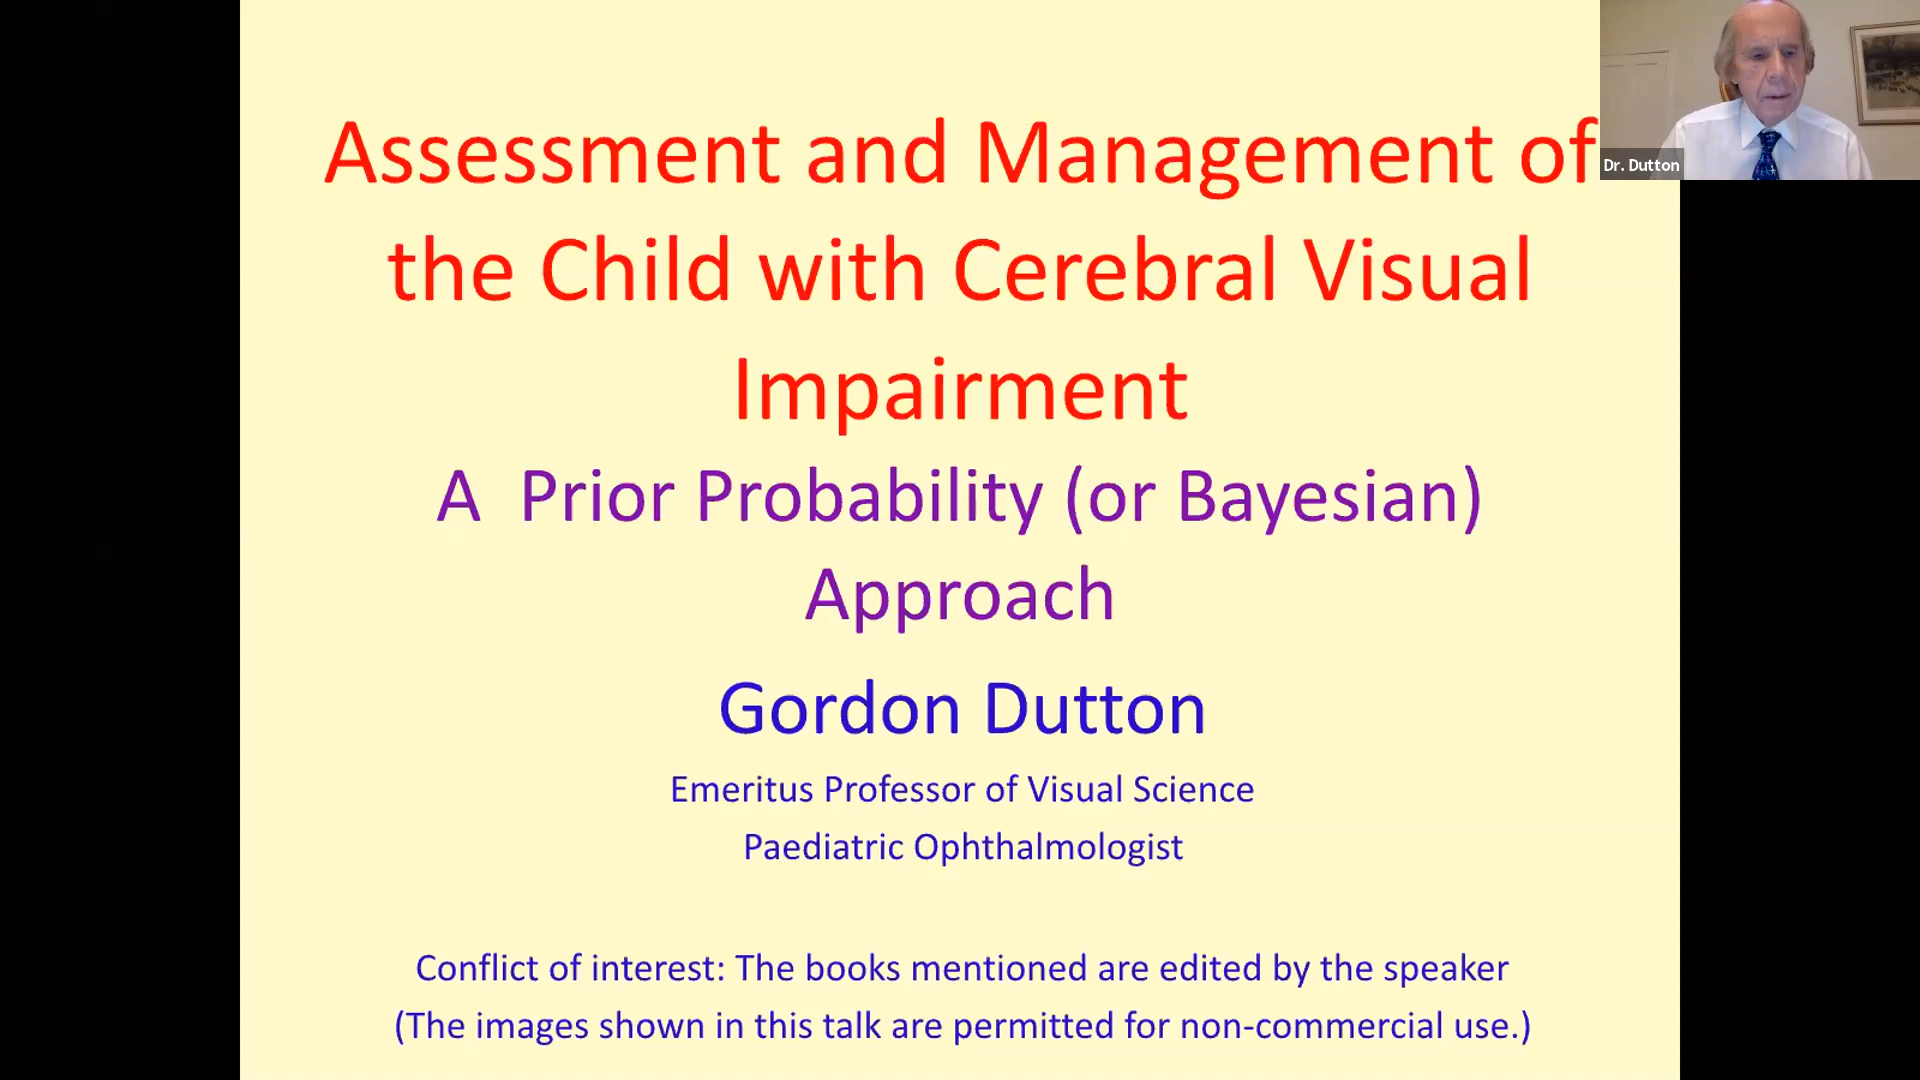 Assessment and Management of
the Child with Cerebral Visual
Impairment
A  Prior Probability (or Bayesian)
Approach
Gordon Dutton
Emeritus Professor of Visual Science
Paediatric Ophthalmologist
Conflict of interest: The books mentioned are edited by the speaker
(The images shown in this talk are permitted for non-commercial use.)
Dr. Dutton